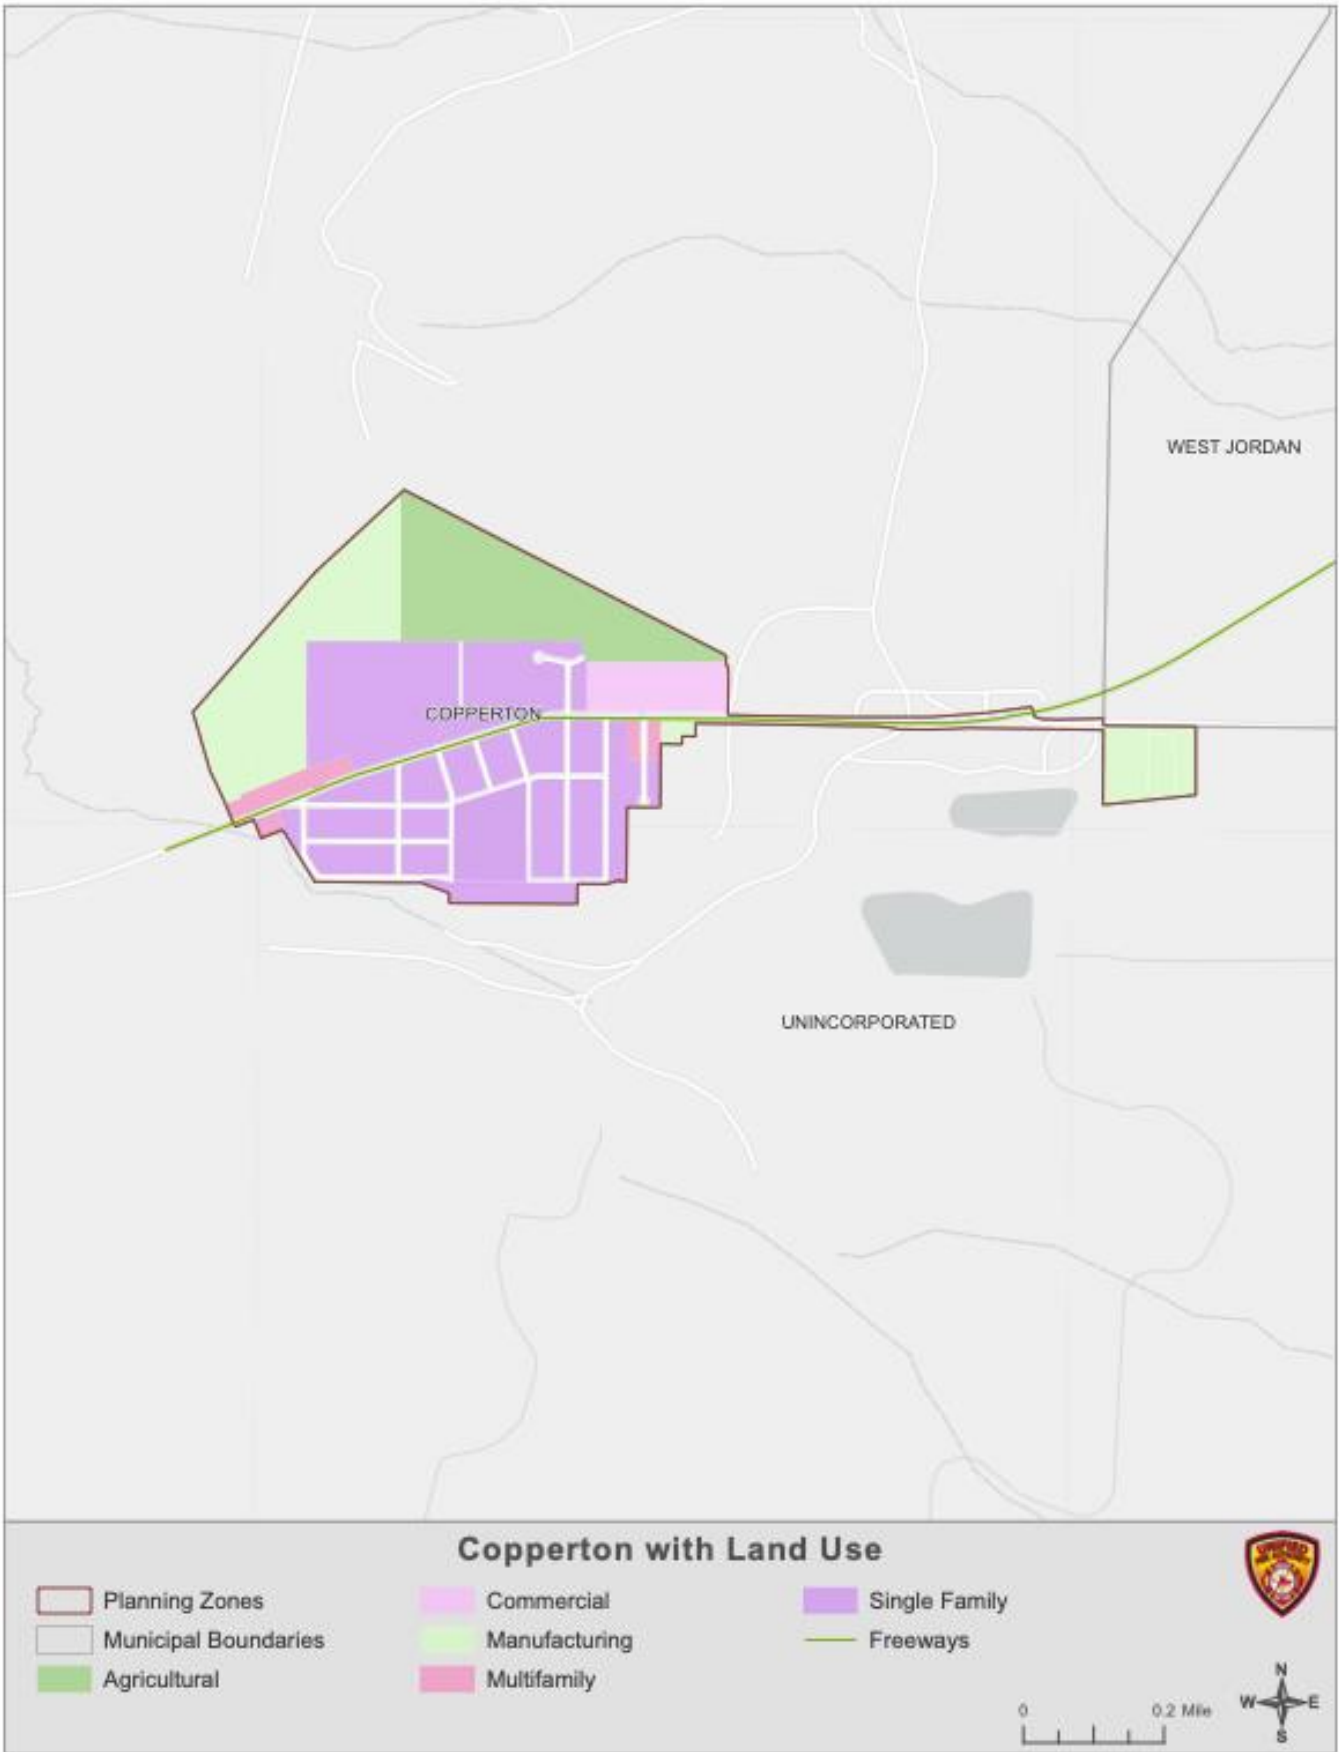 WEST JORDAN
COPPERTON
UNINCORPORATED
Copperton with Land Use
Planning Zones
Municipal Boundaries
Agricultural
Commercial
Manufacturing
Multifamily
Single Family
Freeways
UNIFIED
0 0.2 Mile
N
W E
S